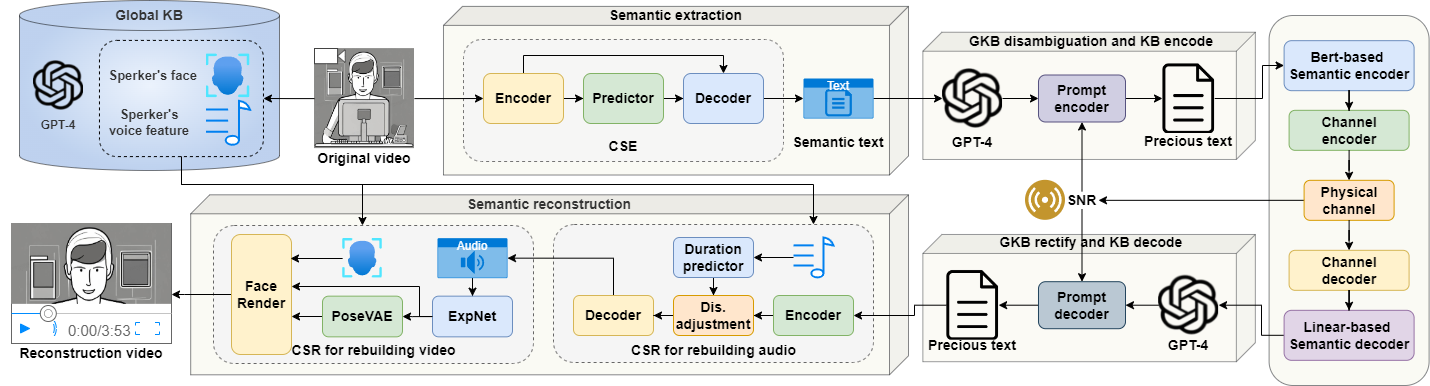 Global KB
Sperker's face
Sperker's
voice feature
GPT-4
Original video
Semantic extraction
Encoder
Predictor
Decoder
CSE
Text
Semantic text
GKB disambiguation and KB encode
GPT-4
Prompt
encoder
Precious text
Bert-based
Semantic encoder
Channel
encoder
Physical
channel
Channel
decoder
Linear-based
Semantic decoder
SNR
GKB rectify and KB decode
Precious text
Prompt
decoder
GPT-4
Semantic reconstruction
Face
Render
Audio
PoseVAE
ExpNet
CSR for rebuilding video
Duration
predictor
Decoder
Dis.
adjustment
Encoder
CSR for rebuilding audio
0:00/3:53
Reconstruction video